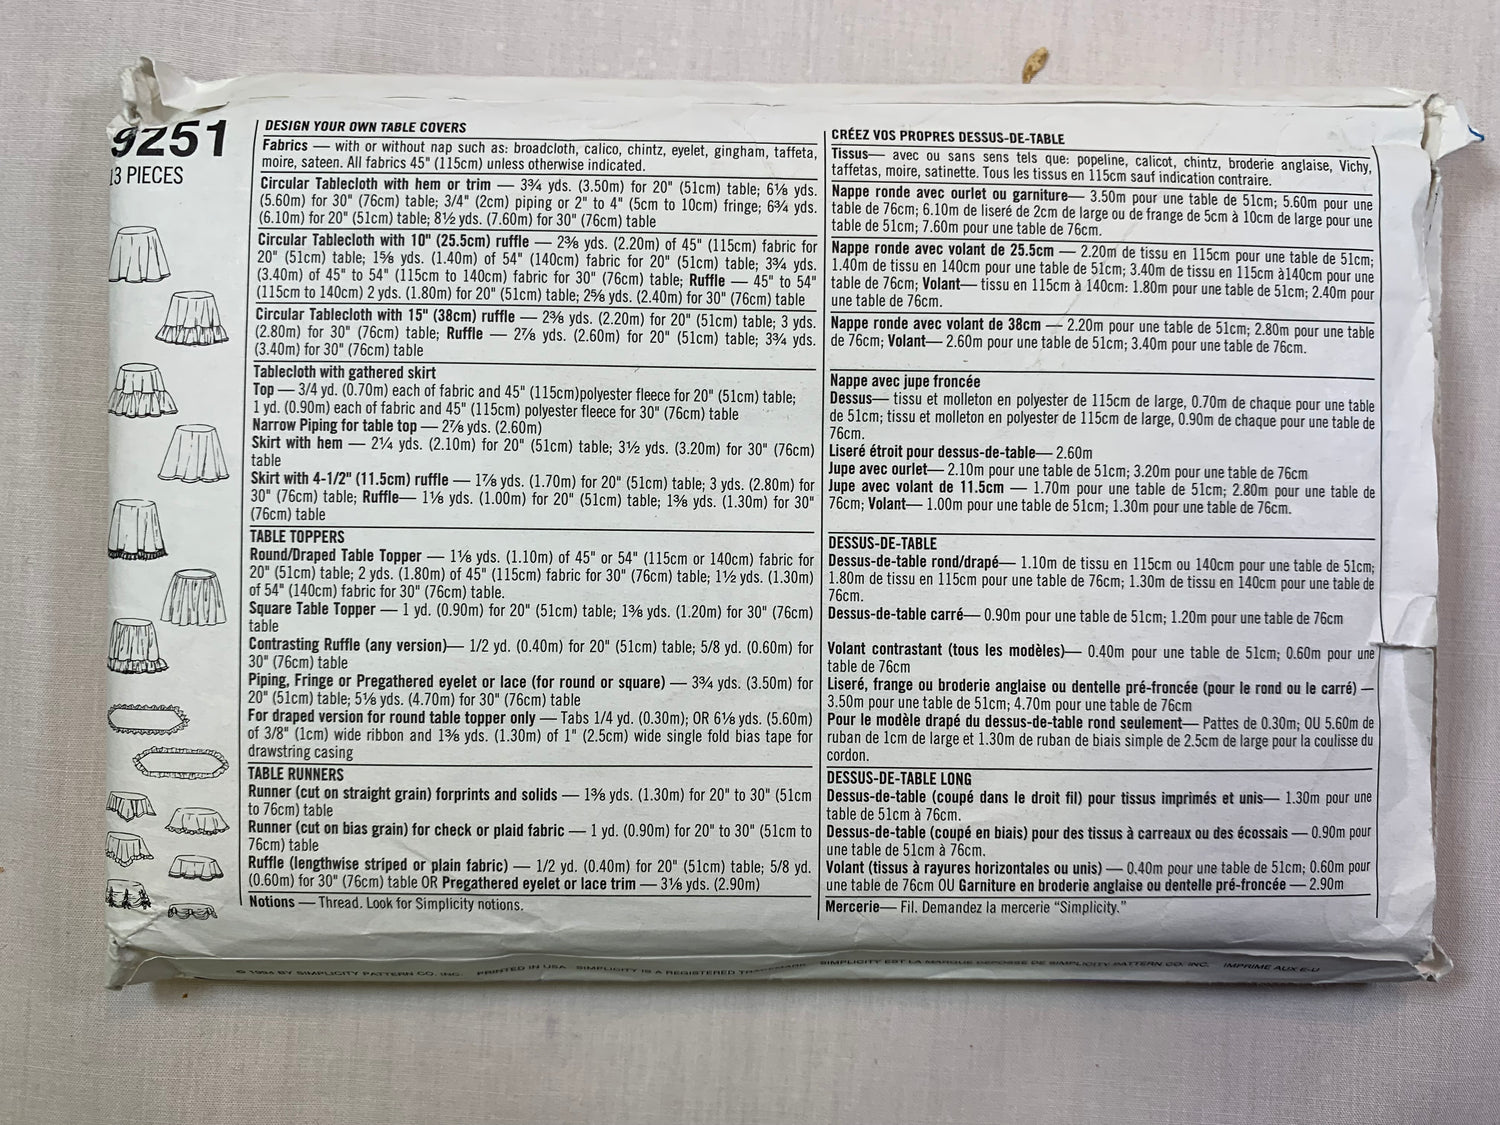 9251
13 PIECES
DESIGN YOUR OWN TABLE COVERS
Fabrics — with or without nap such as: broadcloth, calico, chintz, eyelet, gingham, taffeta,
moire, sateen. All fabrics 45" (115cm) unless otherwise indicated.
Circular Tablecloth with hem or trim — 3¾ yds. (3.50m) for 20" (51cm) table; 6⅛ yds.
(5.60m) for 30" (76cm) table; 3/4" (2cm) piping or 2" to 4" (5cm to 10cm) fringe; 6¾ yds.
(6.10m) for 20" (51cm) table; 8½ yds. (7.60m) for 30" (76cm) table
Circular Tablecloth with 10" (25.5cm) ruffle — 2⅜ yds. (2.20m) of 45" (115cm) fabric for
20" (51cm) table; 1⅝ yds. (1.40m) of 54" (140cm) fabric for 20" (51cm) table; 3¾ yds.
(3.40m) of 45" to 54" (115cm to 140cm) fabric for 30" (76cm) table; Ruffle — 45" to 54"
(115cm to 140cm) 2 yds. (1.80m) for 20" (51cm) table; 2⅝ yds. (2.40m) for 30" (76cm) table
Circular Tablecloth with 15" (38cm) ruffle — 2⅜ yds. (2.20m) for 20" (51cm) table; 3 yds.
(2.80m) for 30" (76cm) table; Ruffle — 2⅞ yds. (2.60m) for 20" (51cm) table; 3¾ yds.
(3.40m) for 30" (76cm) table
Tablecloth with gathered skirt
Top — 3/4 yd. (0.70m) each of fabric and 45" (115cm)polyester fleece for 20" (51cm) table;
1 yd. (0.90m) each of fabric and 45" (115cm) polyester fleece for 30" (76cm) table
Narrow Piping for table top — 2⅞ yds. (2.60m)
Skirt with hem — 2¼ yds. (2.10m) for 20" (51cm) table; 3½ yds. (3.20m) for 30" (76cm)
table
Skirt with 4-1/2" (11.5cm) ruffle — 1⅞ yds. (1.70m) for 20" (51cm) table; 3 yds. (2.80m) for
30" (76cm) table; Ruffle— 1⅛ yds. (1.00m) for 20" (51cm) table; 1⅜ yds. (1.30m) for 30"
(76cm) table
TABLE TOPPERS
Round/Draped Table Topper — 1⅛ yds. (1.10m) of 45" or 54" (115cm or 140cm) fabric for
20" (51cm) table; 2 yds. (1.80m) of 45" (115cm) fabric for 30" (76cm) table; 1½ yds. (1.30m)
of 54" (140cm) fabric for 30" (76cm) table.
Square Table Topper — 1 yd. (0.90m) for 20" (51cm) table; 1⅜ yds. (1.20m) for 30" (76cm)
table
Contrasting Ruffle (any version)— 1/2 yd. (0.40m) for 20" (51cm) table; 5/8 yd. (0.60m) for
30" (76cm) table
Piping, Fringe or Pregathered eyelet or lace (for round or square) — 3¾ yds. (3.50m) for
20" (51cm) table; 5⅛ yds. (4.70m) for 30" (76cm) table
For draped version for round table topper only — Tabs 1/4 yd. (0.30m); OR 6⅛ yds. (5.60m)
of 3/8" (1cm) wide ribbon and 1⅜ yds. (1.30m) of 1" (2.5cm) wide single fold bias tape for
drawstring casing
TABLE RUNNERS
Runner (cut on straight grain) forprints and solids — 1⅜ yds. (1.30m) for 20" to 30" (51cm
to 76cm) table
Runner (cut on bias grain) for check or plaid fabric — 1 yd. (0.90m) for 20" to 30" (51cm to
76cm) table
Ruffle (lengthwise striped or plain fabric) — 1/2 yd. (0.40m) for 20" (51cm) table; 5/8 yd.
(0.60m) for 30" (76cm) table OR Pregathered eyelet or lace trim — 3⅛ yds. (2.90m)
Notions — Thread. Look for Simplicity notions.
CRÉEZ VOS PROPRES DESSUS-DE-TABLE
Tissus— avec ou sans sens tels que: popeline, calicot, chintz, broderie anglaise, Vichy,
taffetas, moire, satinette. Tous les tissus en 115cm sauf indication contraire.
Nappe ronde avec ourlet ou garniture— 3.50m pour une table de 51cm; 5.60m pour une
table de 76cm; 6.10m de liseré de 2cm de large ou de frange de 5cm à 10cm de large pour une
table de 51cm; 7.60m pour une table de 76cm.
Nappe ronde avec volant de 25.5cm — 2.20m de tissu en 115cm pour une table de 51cm;
1.40m de tissu en 140cm pour une table de 51cm; 3.40m de tissu en 115cm à140cm pour une
table de 76cm; Volant— tissu en 115cm à 140cm: 1.80m pour une table de 51cm; 2.40m pour
une table de 76cm.
Nappe ronde avec volant de 38cm — 2.20m pour une table de 51cm; 2.80m pour une table
de 76cm; Volant— 2.60m pour une table de 51cm; 3.40m pour une table de 76cm.
Nappe avec jupe froncée
Dessus— tissu et molleton en polyester de 115cm de large, 0.70m de chaque pour une table
de 51cm; tissu et molleton en polyester de 115cm de large, 0.90m de chaque pour une table de
76cm.
Liseré étroit pour dessus-de-table— 2.60m
Jupe avec ourlet— 2.10m pour une table de 51cm; 3.20m pour une table de 76cm
Jupe avec volant de 11.5cm — 1.70m pour une table de 51cm; 2.80m pour une table de
76cm; Volant— 1.00m pour une table de 51cm; 1.30m pour une table de 76cm.
DESSUS-DE-TABLE
Dessus-de-table rond/drapé— 1.10m de tissu en 115cm ou 140cm pour une table de 51cm;
1.80m de tissu en 115cm pour une table de 76cm; 1.30m de tissu en 140cm pour une table de
76cm.
Dessus-de-table carré— 0.90m pour une table de 51cm; 1.20m pour une table de 76cm
Volant contrastant (tous les modèles)— 0.40m pour une table de 51cm; 0.60m pour une
table de 76cm
Liseré, frange ou broderie anglaise ou dentelle pré-froncée (pour le rond ou le carré) —
3.50m pour une table de 51cm; 4.70m pour une table de 76cm
Pour le modèle drapé du dessus-de-table rond seulement— Pattes de 0.30m; OU 5.60m de
ruban de 1cm de large et 1.30m de ruban de biais simple de 2.5cm de large pour la coulisse du
cordon.
DESSUS-DE-TABLE LONG
Dessus-de-table (coupé dans le droit fil) pour tissus imprimés et unis— 1.30m pour une
table de 51cm à 76cm.
Dessus-de-table (coupé en biais) pour des tissus à carreaux ou des écossais — 0.90m pour
une table de 51cm à 76cm.
Volant (tissus à rayures horizontales ou unis) — 0.40m pour une table de 51cm; 0.60m pour
une table de 76cm OU Garniture en broderie anglaise ou dentelle pré-froncée — 2.90m
Mercerie— Fil. Demandez la mercerie “Simplicity.”
© 1994 BY SIMPLICITY PATTERN CO. INC. PRINTED IN USA SIMPLICITY IS A REGISTERED TRADEMARK SIMPLICITY EST LA MARQUE DEPOSSE DE SIMPLICITY PATTERN CO. INC. IMPRIME AUX E-U